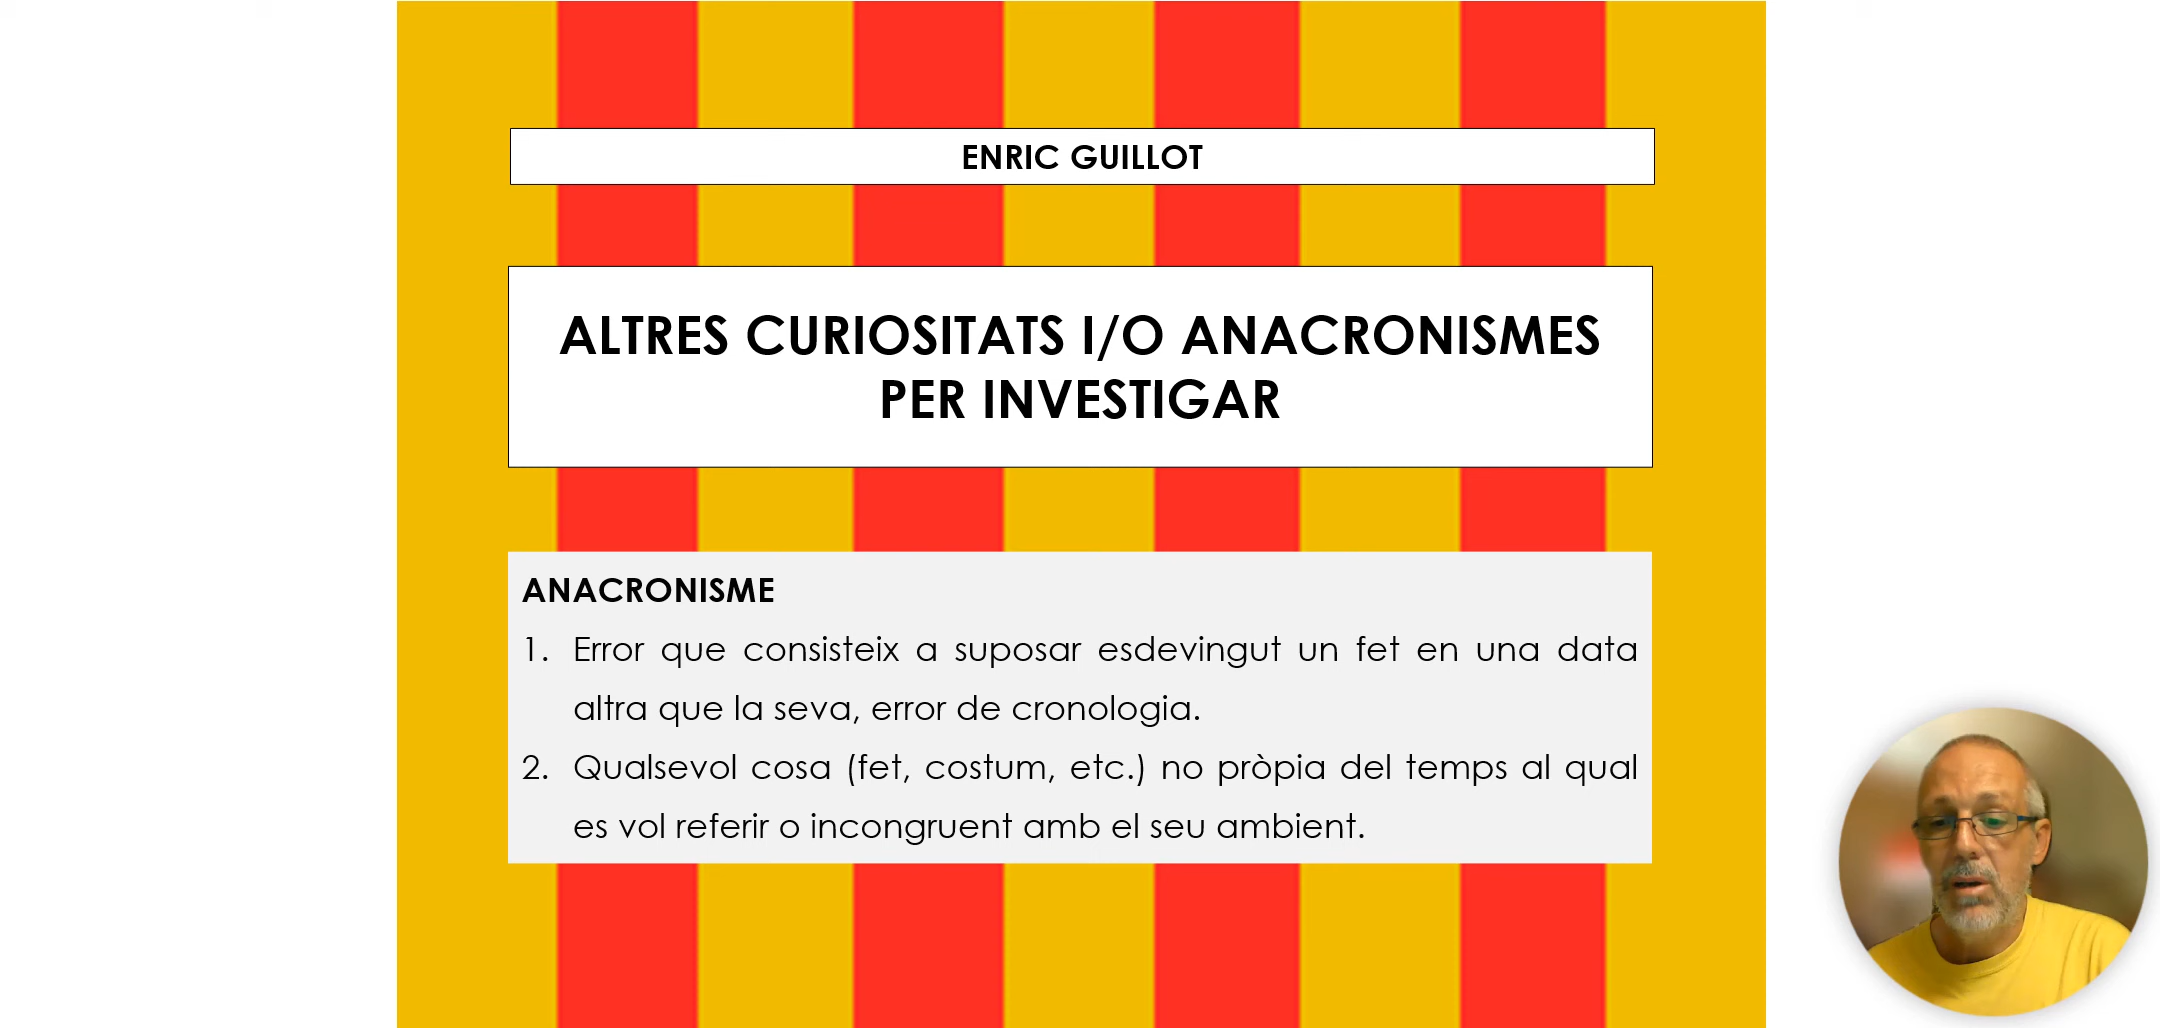 ENRIC GUILLOT
ALTRES CURIOSITATS I/O ANACRONISMES
PER INVESTIGAR
ANACRONISME
1. Error que consisteix a suposar esdevingut un fet en una data
altra que la seva, error de cronologia.
2. Qualsevol cosa (fet, costum, etc.) no pròpia del temps al qual
es vol referir o incongruent amb el seu ambient.